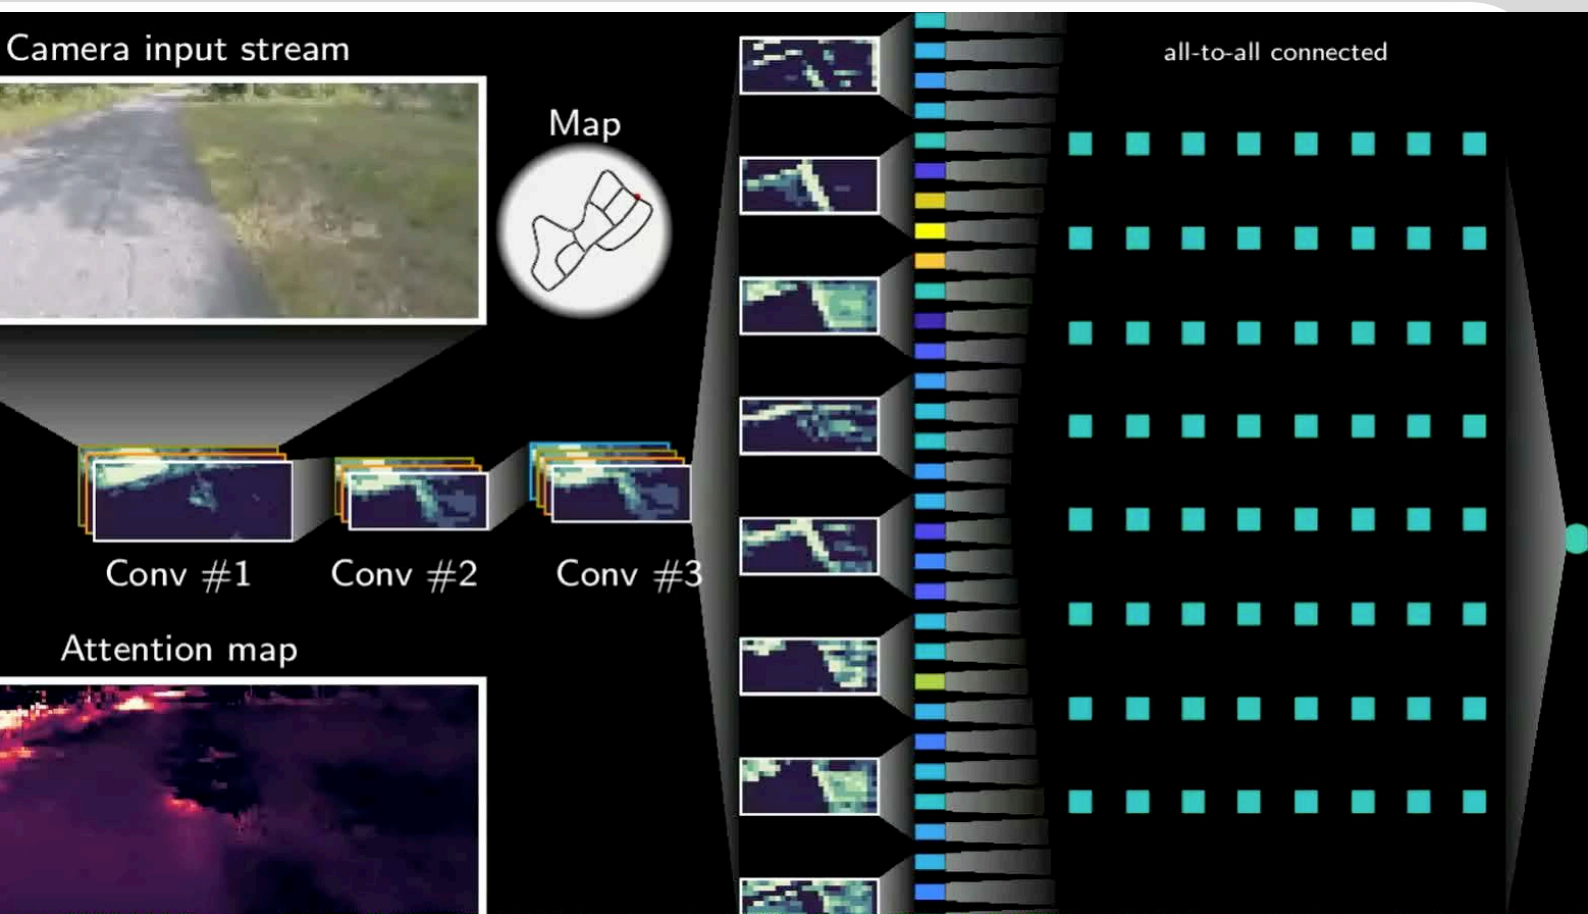 Camera input stream
Map
all-to-all connected
Conv #1
Conv #2
Conv #3
Attention map